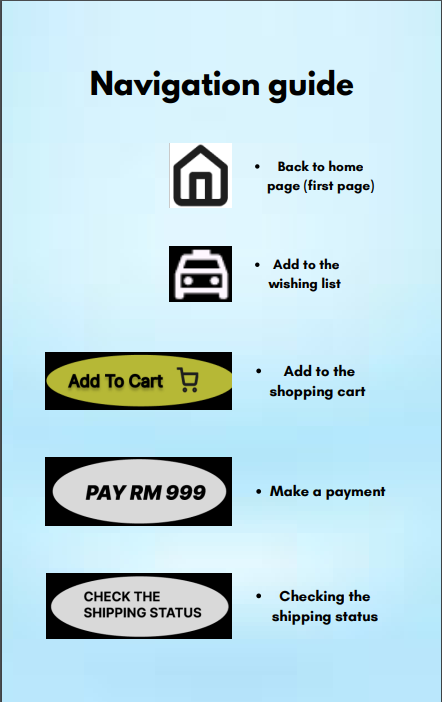 Navigation guide
• Back to home
page (first page)
• Add to the
wishing list
Add To Cart
• Add to the
shopping cart
PAY RM 999
• Make a payment
CHECK THE
SHIPPING STATUS
• Checking the
shipping status